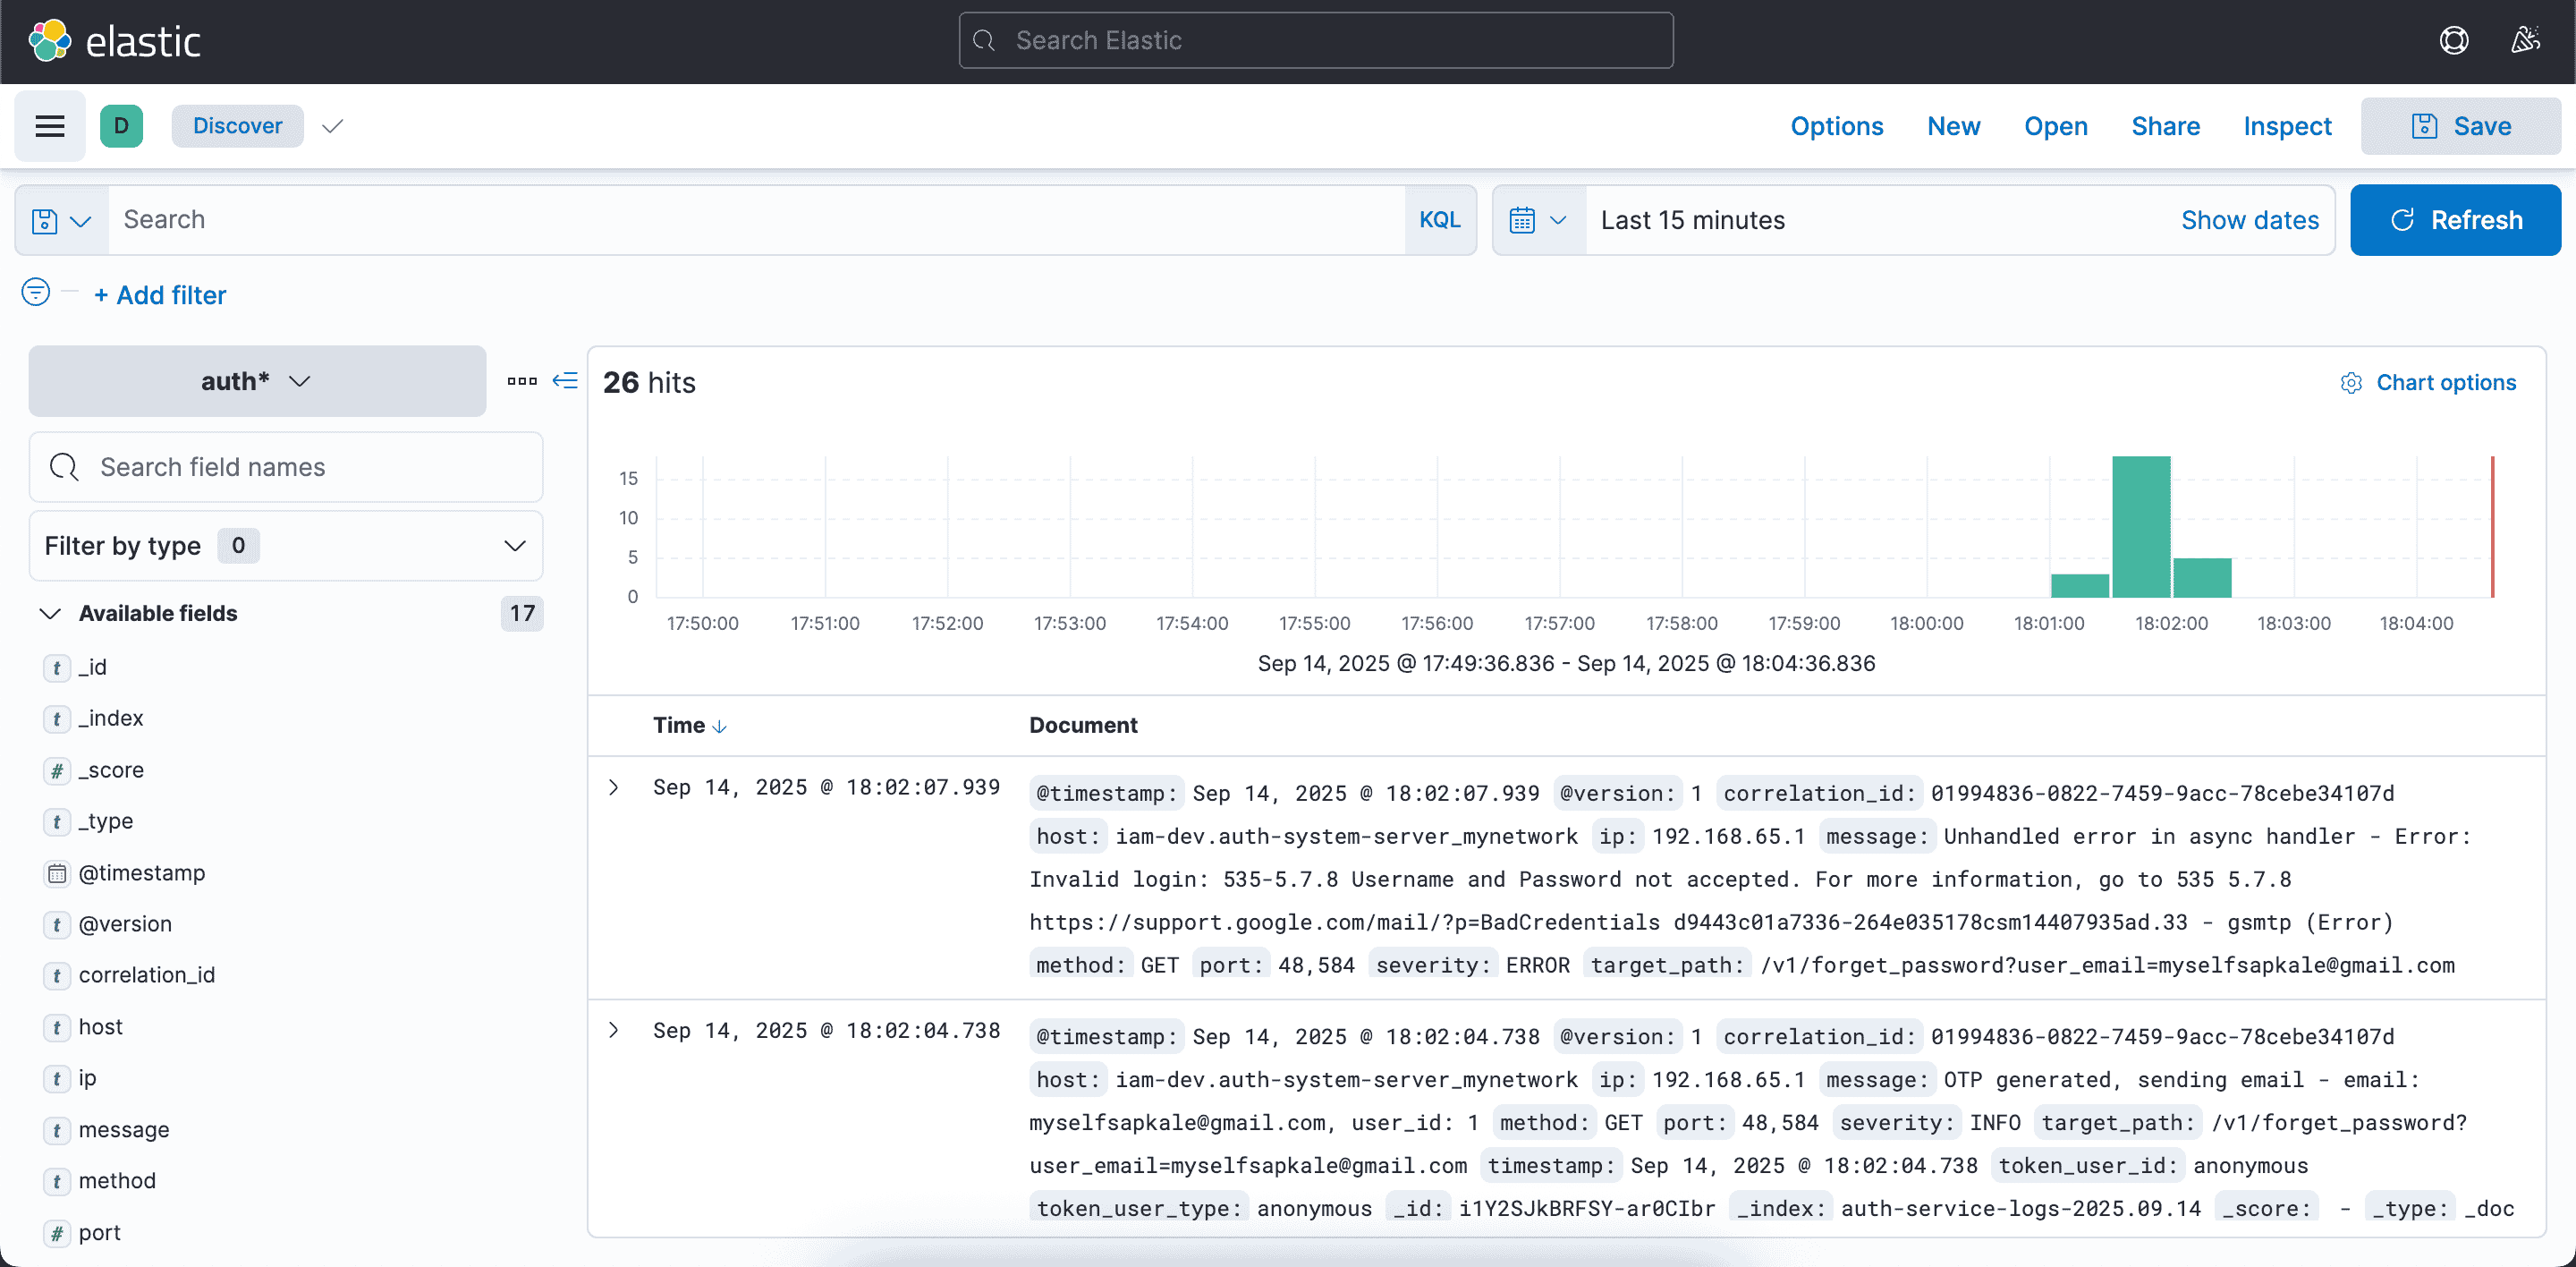 elastic
Search Elastic
D
Discover
Options
New
Open
Share
Inspect
Save
Search
KQL
Last 15 minutes
Show dates
Refresh
+ Add filter
auth*
26 hits
Chart options
Search field names
Filter by type 0
Available fields 17
t _id
t _index
# _score
t _type
@timestamp
t @version
t correlation_id
t host
t ip
t message
t method
# port
15
10
5
0
17:50:00 17:51:00 17:52:00 17:53:00 17:54:00 17:55:00 17:56:00 17:57:00 17:58:00 17:59:00 18:00:00 18:01:00 18:02:00 18:03:00 18:04:00
Sep 14, 2025 @ 17:49:36.836 - Sep 14, 2025 @ 18:04:36.836
Time Document
Sep 14, 2025 @ 18:02:07.939
@timestamp: Sep 14, 2025 @ 18:02:07.939 @version: 1 correlation_id: 01994836-0822-7459-9acc-78cebe34107d
host: iam-dev.auth-system-server_mynetwork ip: 192.168.65.1 message: Unhandled error in async handler - Error:
Invalid login: 535-5.7.8 Username and Password not accepted. For more information, go to 535 5.7.8
https://support.google.com/mail/?p=BadCredentials d9443c01a7336-264e035178csm14407935ad.33 - gsmtp (Error)
method: GET port: 48,584 severity: ERROR target_path: /v1/forget_password?user_email=myselfsapkale@gmail.com
Sep 14, 2025 @ 18:02:04.738
@timestamp: Sep 14, 2025 @ 18:02:04.738 @version: 1 correlation_id: 01994836-0822-7459-9acc-78cebe34107d
host: iam-dev.auth-system-server_mynetwork ip: 192.168.65.1 message: OTP generated, sending email - email:
myselfsapkale@gmail.com, user_id: 1 method: GET port: 48,584 severity: INFO target_path: /v1/forget_password?
user_email=myselfsapkale@gmail.com timestamp: Sep 14, 2025 @ 18:02:04.738 token_user_id: anonymous
token_user_type: anonymous _id: i1Y2SJkBRFSY-ar0CIbr _index: auth-service-logs-2025.09.14 _score: - _type: _doc